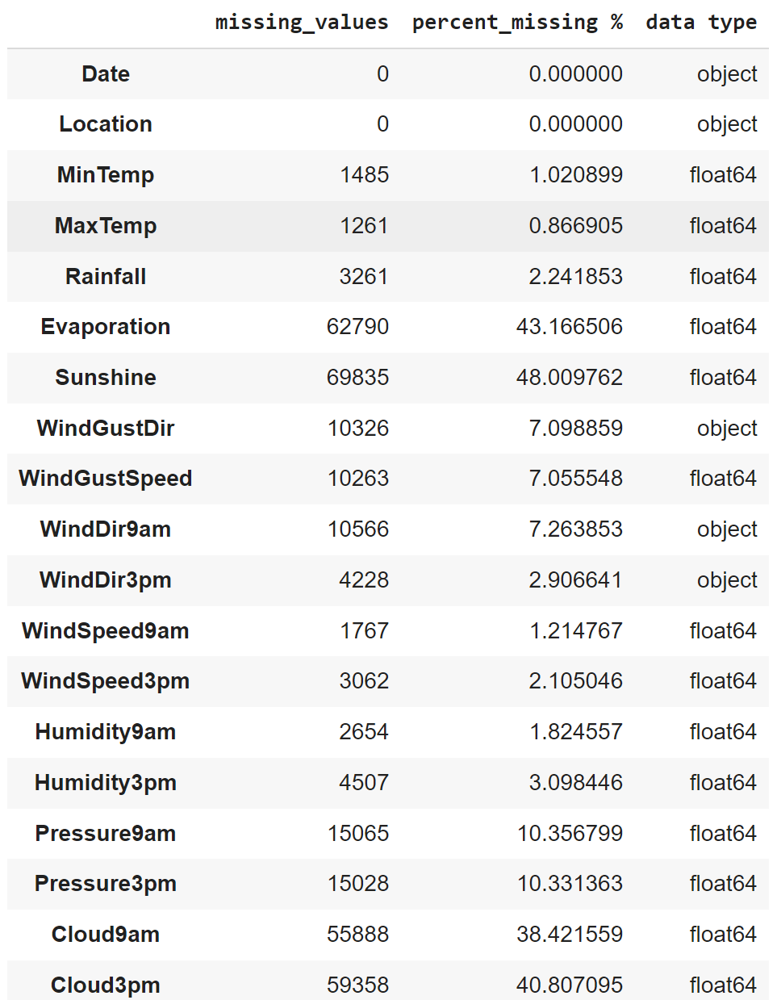 missing_values percent_missing % data type
Date 0 0.000000 object
Location 0 0.000000 object
MinTemp 1485 1.020899 float64
MaxTemp 1261 0.866905 float64
Rainfall 3261 2.241853 float64
Evaporation 62790 43.166506 float64
Sunshine 69835 48.009762 float64
WindGustDir 10326 7.098859 object
WindGustSpeed 10263 7.055548 float64
WindDir9am 10566 7.263853 object
WindDir3pm 4228 2.906641 object
WindSpeed9am 1767 1.214767 float64
WindSpeed3pm 3062 2.105046 float64
Humidity9am 2654 1.824557 float64
Humidity3pm 4507 3.098446 float64
Pressure9am 15065 10.356799 float64
Pressure3pm 15028 10.331363 float64
Cloud9am 55888 38.421559 float64
Cloud3pm 59358 40.807095 float64